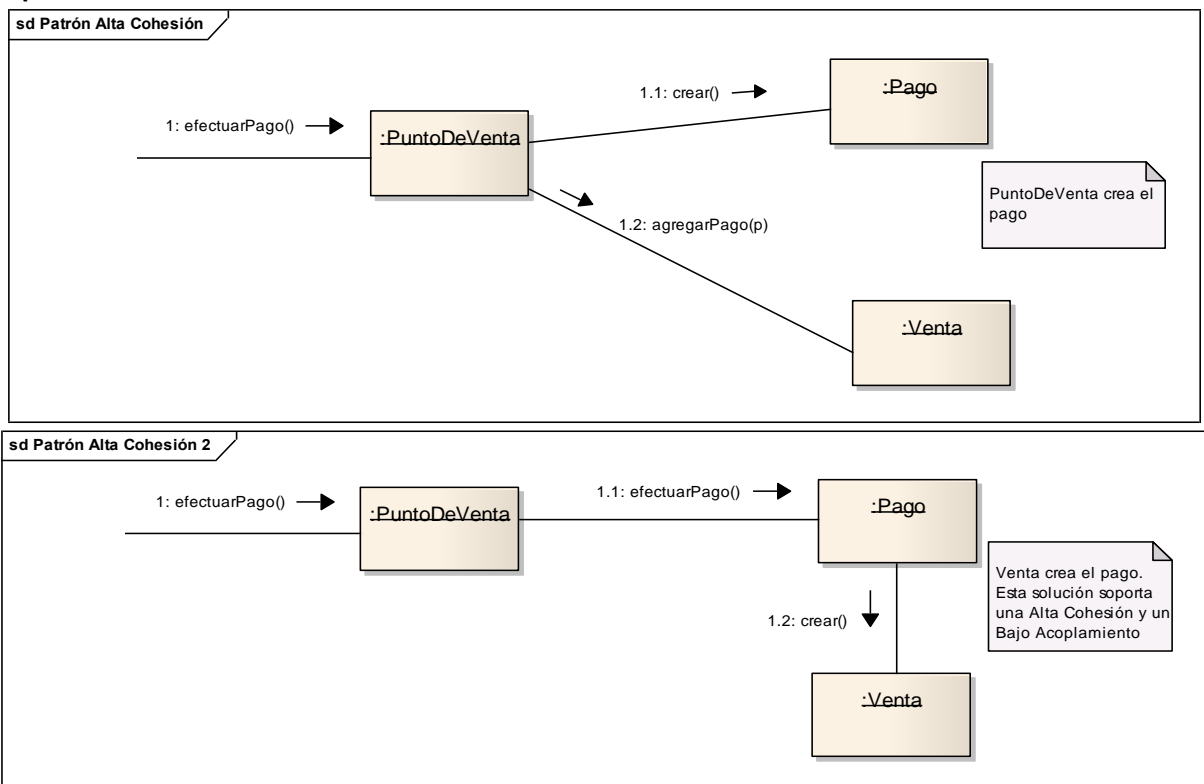 sd Patrón Alta Cohesión
1: efectuarPago()
:PuntoDeVenta
1.1: crear()
:Pago
PuntoDeVenta crea el
pago
1.2: agregarPago(p)
:Venta
sd Patrón Alta Cohesión 2
1: efectuarPago()
:PuntoDeVenta
1.1: efectuarPago()
:Pago
Venta crea el pago.
Esta solución soporta
una Alta Cohesión y un
Bajo Acoplamiento
1.2: crear()
:Venta